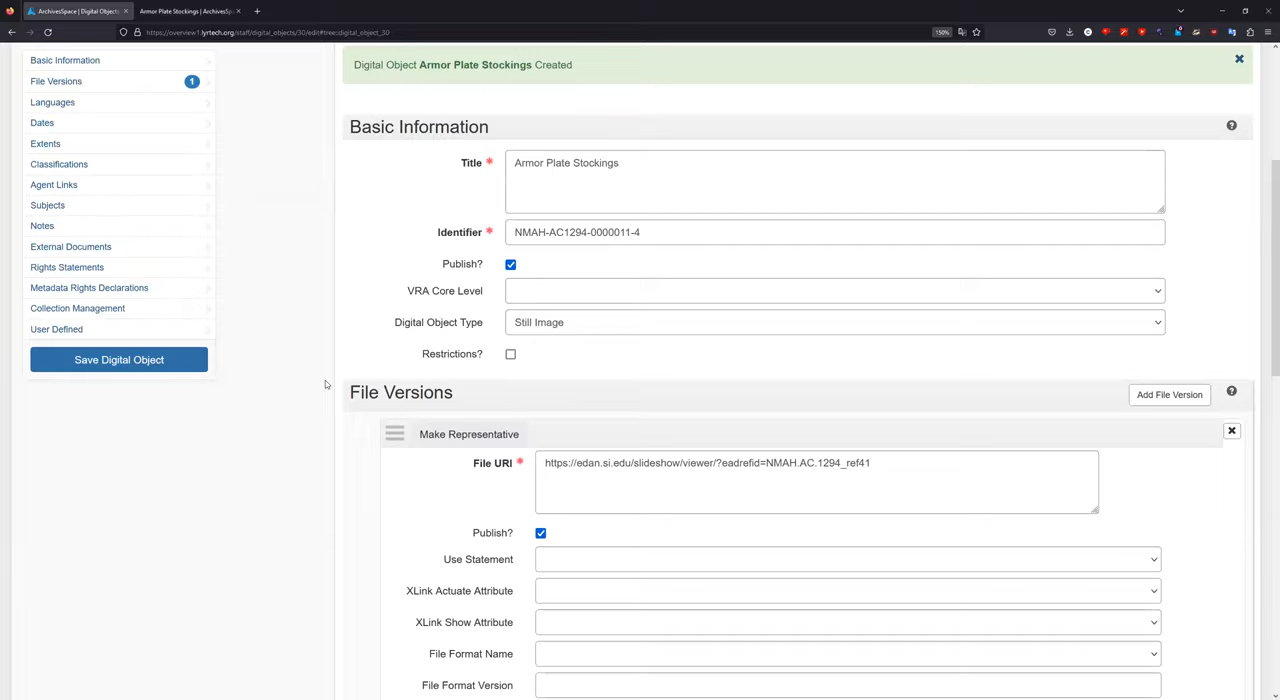 ArchivesSpace | Digital Object:
Armor Plate Stockings | ArchivesSp
https://overview1.lyrtech.org/staff/digital_objects/30/edit#tree::digital_object_30
150%
Basic Information
File Versions 1
Languages
Dates
Extents
Classifications
Agent Links
Subjects
Notes
External Documents
Rights Statements
Metadata Rights Declarations
Collection Management
User Defined
Save Digital Object
Digital Object Armor Plate Stockings Created
Basic Information
Title * Armor Plate Stockings
Identifier * NMAH-AC1294-0000011-4
Publish?
VRA Core Level
Digital Object Type Still Image
Restrictions?
File Versions Add File Version
Make Representative
File URI * https://edan.si.edu/slideshow/viewer/?eadrefid=NMAH.AC.1294_ref41
Publish?
Use Statement
XLink Actuate Attribute
XLink Show Attribute
File Format Name
File Format Version